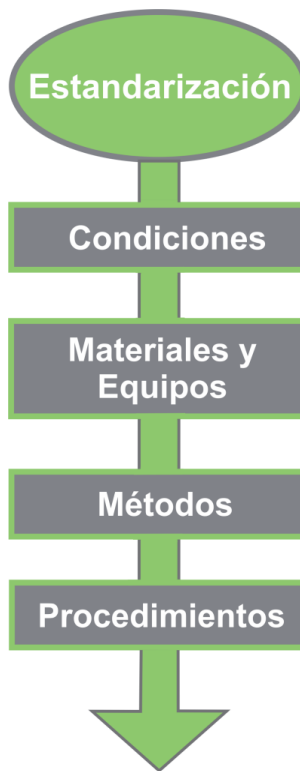 Estandarización
Condiciones
Materiales y
Equipos
Métodos
Procedimientos